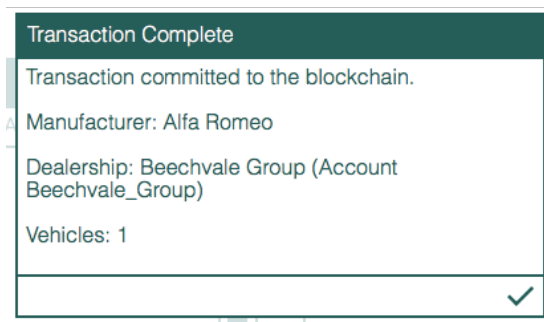 Transaction Complete
Transaction committed to the blockchain.
Manufacturer: Alfa Romeo
Dealership: Beechvale Group (Account
Beechvale_Group)
Vehicles: 1